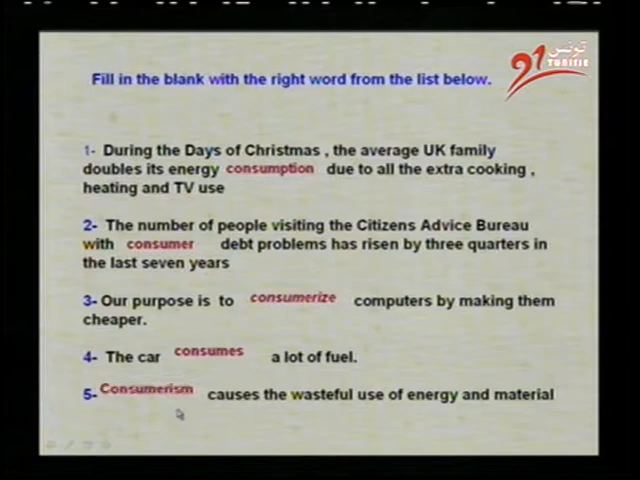 تونس
21
TUNISIE
Fill in the blank with the right word from the list below.
1- During the Days of Christmas , the average UK family
doubles its energy consumption due to all the extra cooking ,
heating and TV use
2- The number of people visiting the Citizens Advice Bureau
with consumer debt problems has risen by three quarters in
the last seven years
3- Our purpose is to consumerize computers by making them
cheaper.
4- The car consumes a lot of fuel.
5- Consumerism causes the wasteful use of energy and material